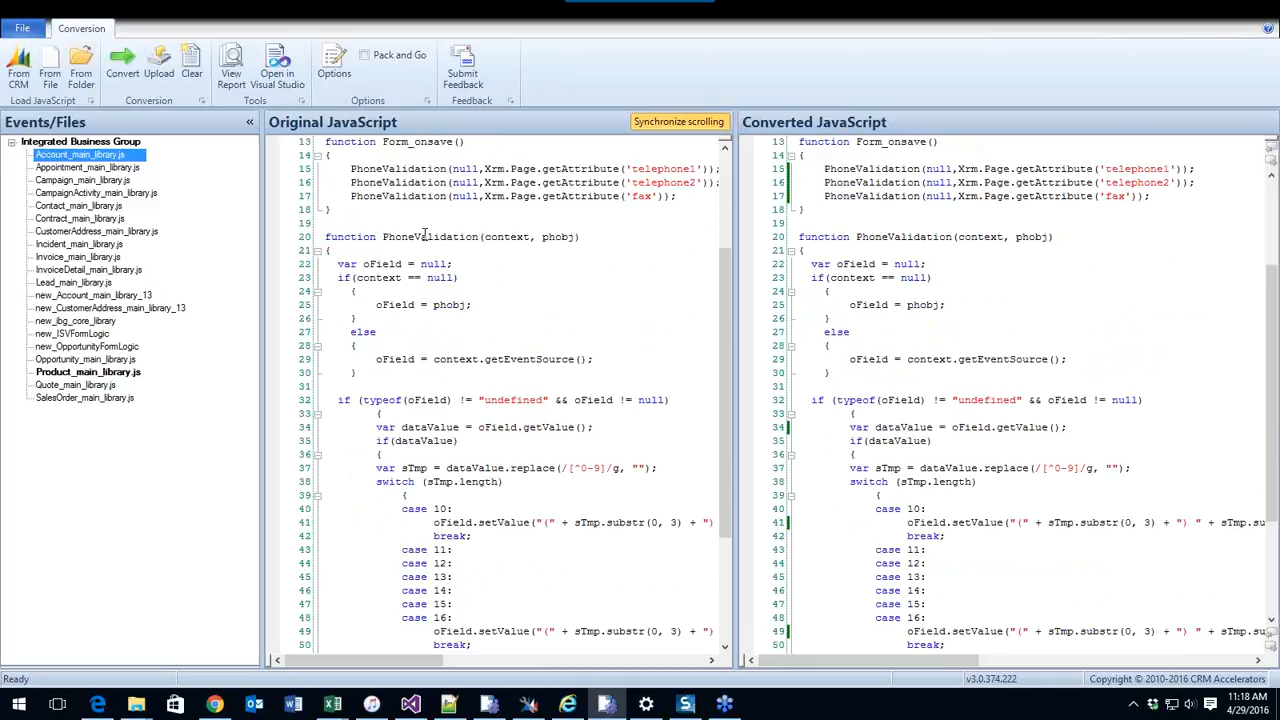 File Conversion
From CRM From File From Folder Convert Upload Clear View Report Open in Visual Studio Options Pack and Go Submit Feedback
Load JavaScript Conversion Tools Options Feedback
Events/Files «
Integrated Business Group
Account_main_library.js
Appointment_main_library.js
Campaign_main_library.js
CampaignActivity_main_library.js
Contact_main_library.js
Contract_main_library.js
CustomerAddress_main_library.js
Incident_main_library.js
Invoice_main_library.js
InvoiceDetail_main_library.js
Lead_main_library.js
new_Account_main_library_13
new_CustomerAddress_main_library_13
new_ibg_core_library
new_ISVFormLogic
new_OpportunityFormLogic
Opportunity_main_library.js
Product_main_library.js
Quote_main_library.js
SalesOrder_main_library.js
Original JavaScript Synchronize scrolling
13 function Form_onsave()
14 {
15 PhoneValidation(null,Xrm.Page.getAttribute('telephone1'));
16 PhoneValidation(null,Xrm.Page.getAttribute('telephone2'));
17 PhoneValidation(null,Xrm.Page.getAttribute('fax'));
18 }
19
20 function PhoneValidation(context, phobj)
21 {
22 var oField = null;
23 if(context == null)
24 {
25 oField = phobj;
26 }
27 else
28 {
29 oField = context.getEventSource();
30 }
31
32 if (typeof(oField) != "undefined" && oField != null)
33 {
34 var dataValue = oField.getValue();
35 if(dataValue)
36 {
37 var sTmp = dataValue.replace(/[^0-9]/g, "");
38 switch (sTmp.length)
39 {
40 case 10:
41 oField.setValue("(" + sTmp.substr(0, 3) + ")
42 break;
43 case 11:
44 case 12:
45 case 13:
46 case 14:
47 case 15:
48 case 16:
49 oField.setValue("(" + sTmp.substr(0, 3) + ")
50 break;
Converted JavaScript
13 function Form_onsave()
14 {
15 PhoneValidation(null,Xrm.Page.getAttribute('telephone1'));
16 PhoneValidation(null,Xrm.Page.getAttribute('telephone2'));
17 PhoneValidation(null,Xrm.Page.getAttribute('fax'));
18 }
19
20 function PhoneValidation(context, phobj)
21 {
22 var oField = null;
23 if(context == null)
24 {
25 oField = phobj;
26 }
27 else
28 {
29 oField = context.getEventSource();
30 }
31
32 if (typeof(oField) != "undefined" && oField != null)
33 {
34 var dataValue = oField.getValue();
35 if(dataValue)
36 {
37 var sTmp = dataValue.replace(/[^0-9]/g, "");
38 switch (sTmp.length)
39 {
40 case 10:
41 oField.setValue("(" + sTmp.substr(0, 3) + ") " + sTmp.su
42 break;
43 case 11:
44 case 12:
45 case 13:
46 case 14:
47 case 15:
48 case 16:
49 oField.setValue("(" + sTmp.substr(0, 3) + ") " + sTmp.su
50 break;
Ready v3.0.374.222 Copyright © 2010-2016 CRM Accelerators
11:18 AM
4/29/2016